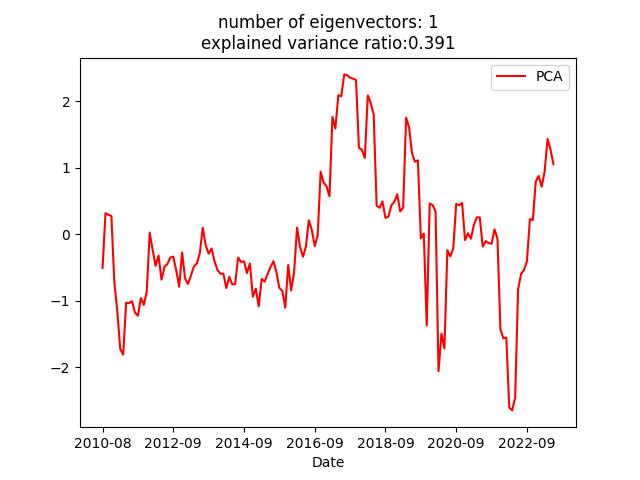 number of eigenvectors: 1
explained variance ratio:0.391
PCA
2
1
0
−1
−2
2010-08 2012-09 2014-09 2016-09 2018-09 2020-09 2022-09
Date